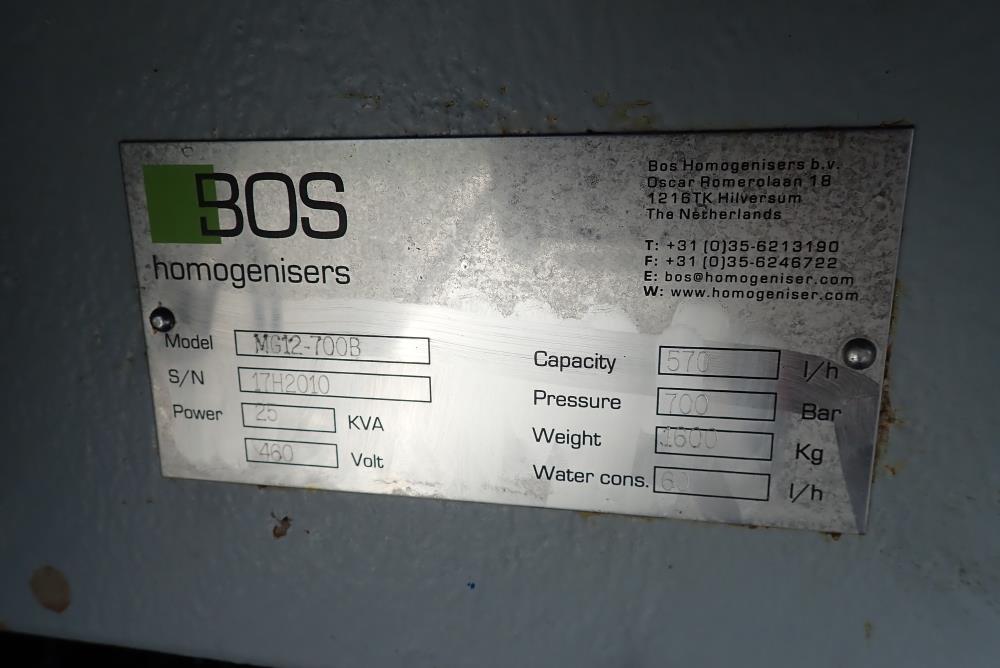 BOS
homogenisers
Bos Homogenisers b.v.
Oscar Romerolaan 18
1216TK Hilversum
The Netherlands
T: +31 (0)35-6213190
F: +31 (0)35-6246722
E: bos@homogeniser.com
W: www.homogeniser.com
Model MG12-700B
S/N 17H2010
Power 25 KVA
460 Volt
Capacity 570 l/h
Pressure 700 Bar
Weight 1600 Kg
Water cons. 60 l/h